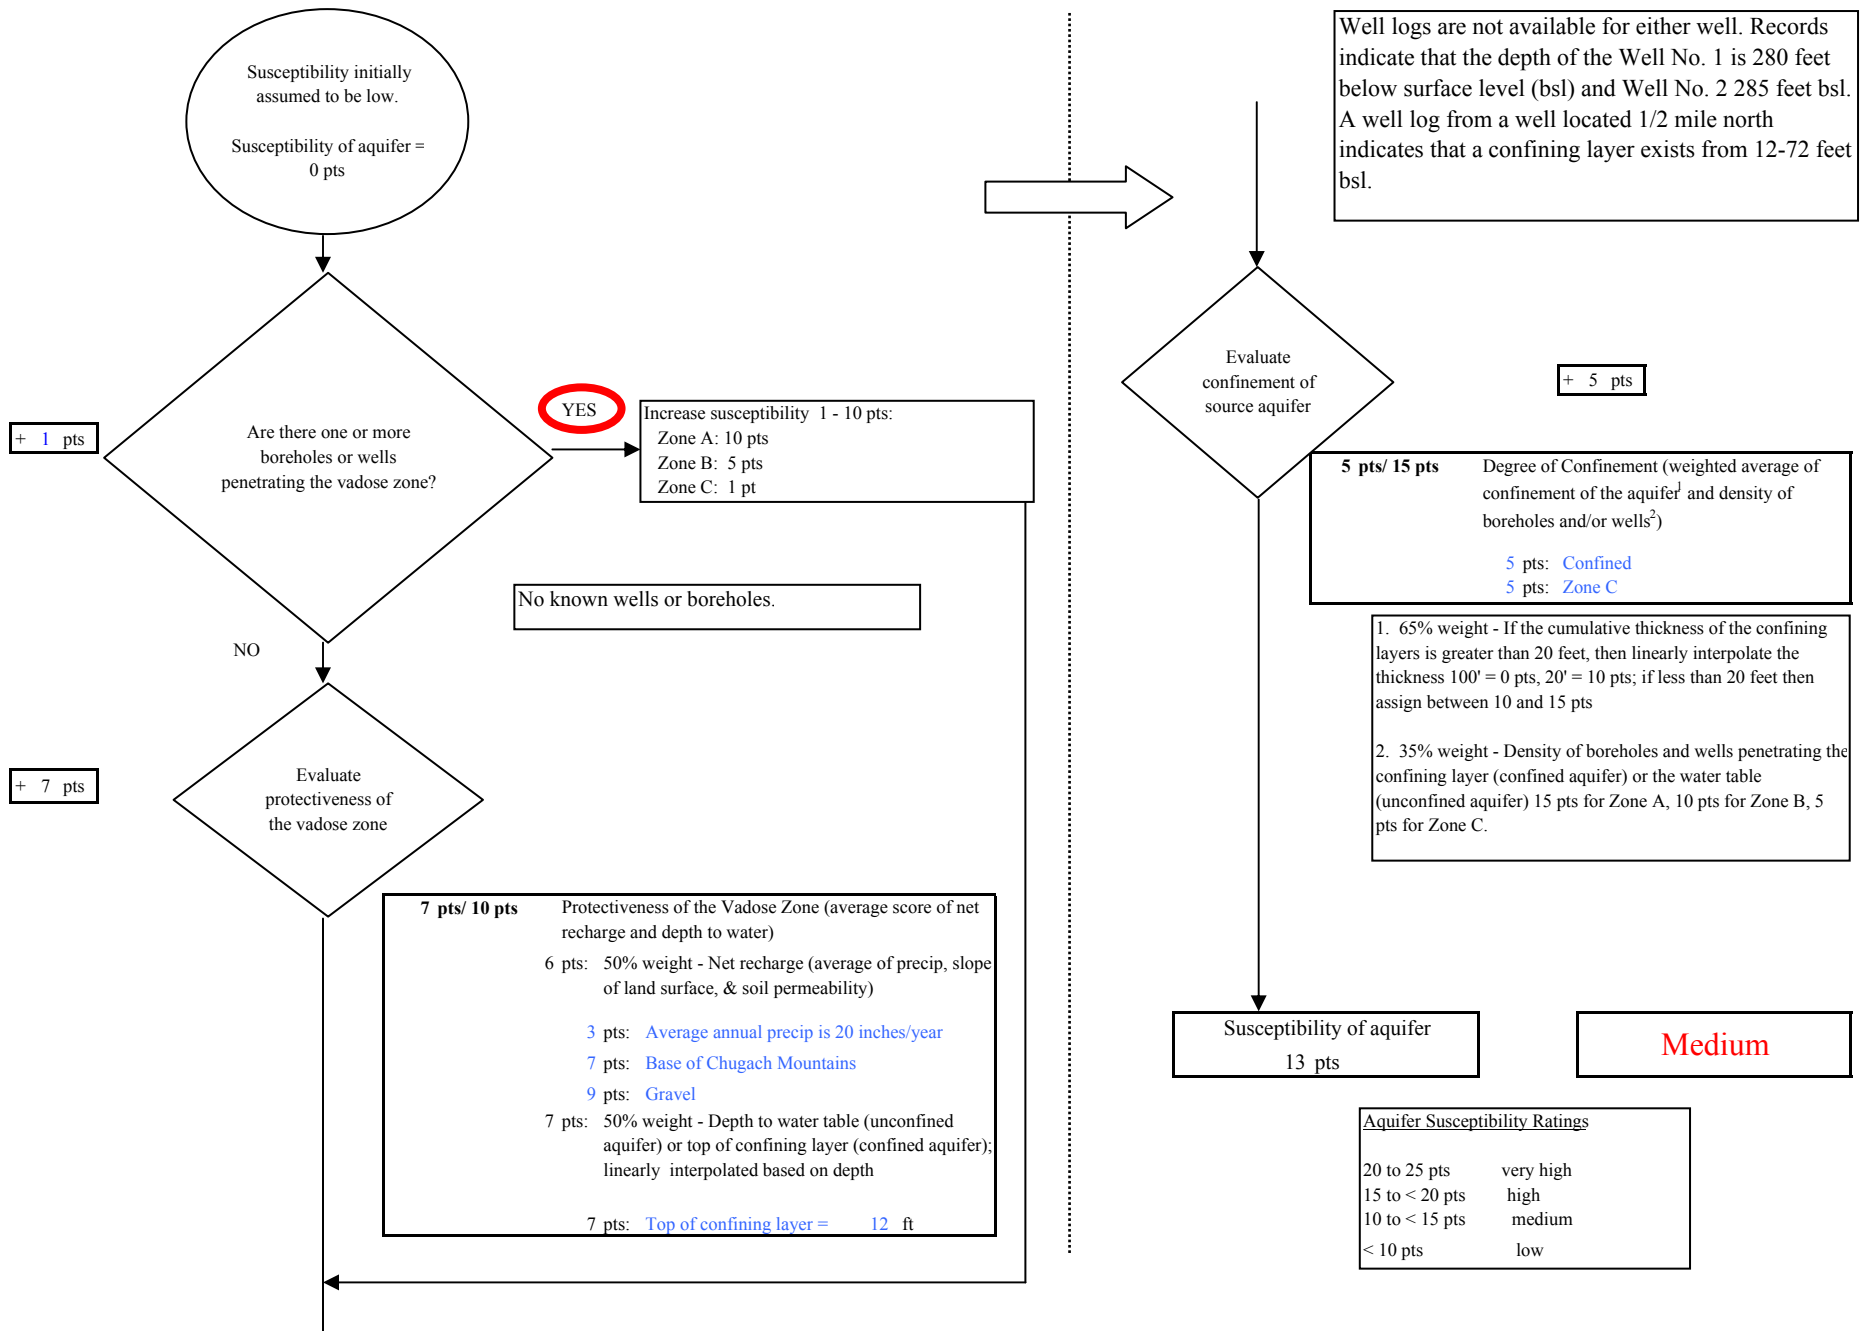 Susceptibility initially
assumed to be low.
Susceptibility of aquifer =
0 pts
+ 1 pts
Are there one or more
boreholes or wells
penetrating the vadose zone?
YES
Increase susceptibility 1 - 10 pts:
Zone A: 10 pts
Zone B: 5 pts
Zone C: 1 pt
No known wells or boreholes.
NO
+ 7 pts
Evaluate
protectiveness of
the vadose zone
7 pts/ 10 pts Protectiveness of the Vadose Zone (average score of net
recharge and depth to water)
6 pts: 50% weight - Net recharge (average of precip, slope
of land surface, & soil permeability)
3 pts: Average annual precip is 20 inches/year
7 pts: Base of Chugach Mountains
9 pts: Gravel
7 pts: 50% weight - Depth to water table (unconfined
aquifer) or top of confining layer (confined aquifer);
linearly interpolated based on depth
7 pts: Top of confining layer = 12 ft
Well logs are not available for either well. Records
indicate that the depth of the Well No. 1 is 280 feet
below surface level (bsl) and Well No. 2 285 feet bsl.
A well log from a well located 1/2 mile north
indicates that a confining layer exists from 12-72 feet
bsl.
Evaluate
confinement of
source aquifer
+ 5 pts
5 pts/ 15 pts Degree of Confinement (weighted average of
confinement of the aquifer1 and density of
boreholes and/or wells2)
5 pts: Confined
5 pts: Zone C
1. 65% weight - If the cumulative thickness of the confining
layers is greater than 20 feet, then linearly interpolate the
thickness 100' = 0 pts, 20' = 10 pts; if less than 20 feet then
assign between 10 and 15 pts
2. 35% weight - Density of boreholes and wells penetrating the
confining layer (confined aquifer) or the water table
(unconfined aquifer) 15 pts for Zone A, 10 pts for Zone B, 5
pts for Zone C.
Susceptibility of aquifer
13 pts
Medium
Aquifer Susceptibility Ratings
20 to 25 pts very high
15 to < 20 pts high
10 to < 15 pts medium
< 10 pts low